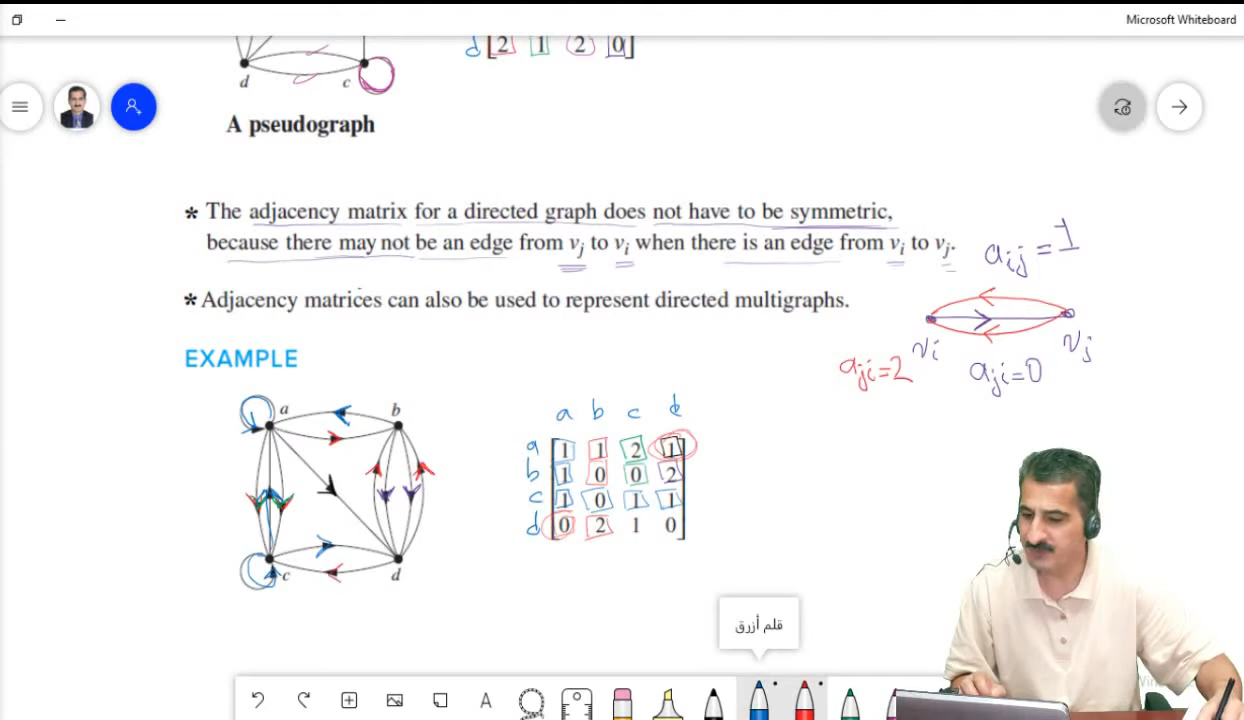 Microsoft Whiteboard
d [2 1 2 0]
d c
A pseudograph
* The adjacency matrix for a directed graph does not have to be symmetric,
because there may not be an edge from vj to vi when there is an edge from vi to vj.
aij = 1
* Adjacency matrices can also be used to represent directed multigraphs.
vi vj
aji=2 aji=0
EXAMPLE
a b
c d
a b c d
a [1 1 2 1]
b [1 0 0 2]
c [1 0 1 1]
d [0 2 1 0]
قلم أزرق
A